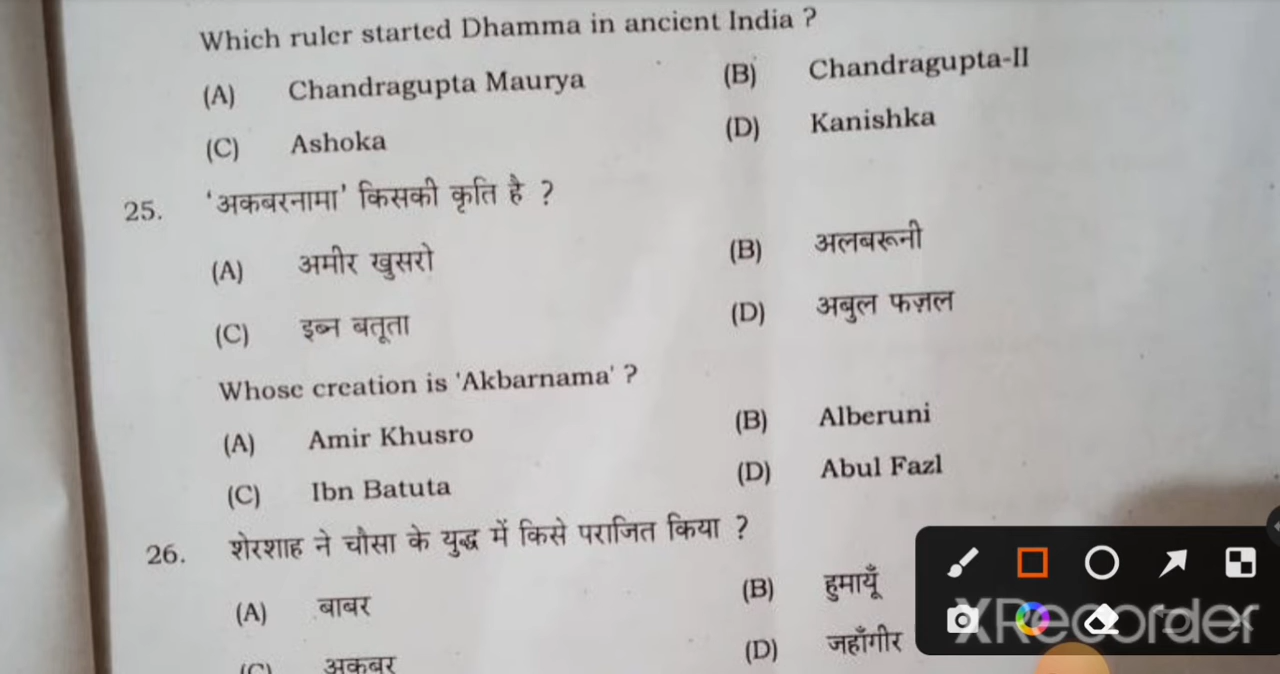 Which ruler started Dhamma in ancient India ?
(A) Chandragupta Maurya (B) Chandragupta-II
(C) Ashoka (D) Kanishka
25. 'अकबरनामा' किसकी कृति है ?
(A) अमीर खुसरो (B) अलबरूनी
(C) इब्न बतूता (D) अबुल फज़ल
Whose creation is 'Akbarnama' ?
(A) Amir Khusro (B) Alberuni
(C) Ibn Batuta (D) Abul Fazl
26. शेरशाह ने चौसा के युद्ध में किसे पराजित किया ?
(A) बाबर (B) हुमायूँ
(C) अकबर (D) जहाँगीर
XRecorder